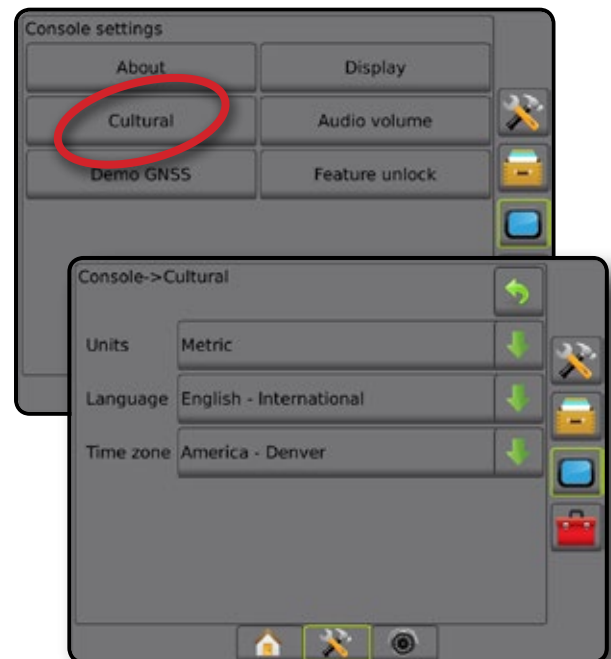 Console settings
About Display
Cultural Audio volume
Demo GNSS Feature unlock
Console->Cultural
Units Metric
Language English - International
Time zone America - Denver